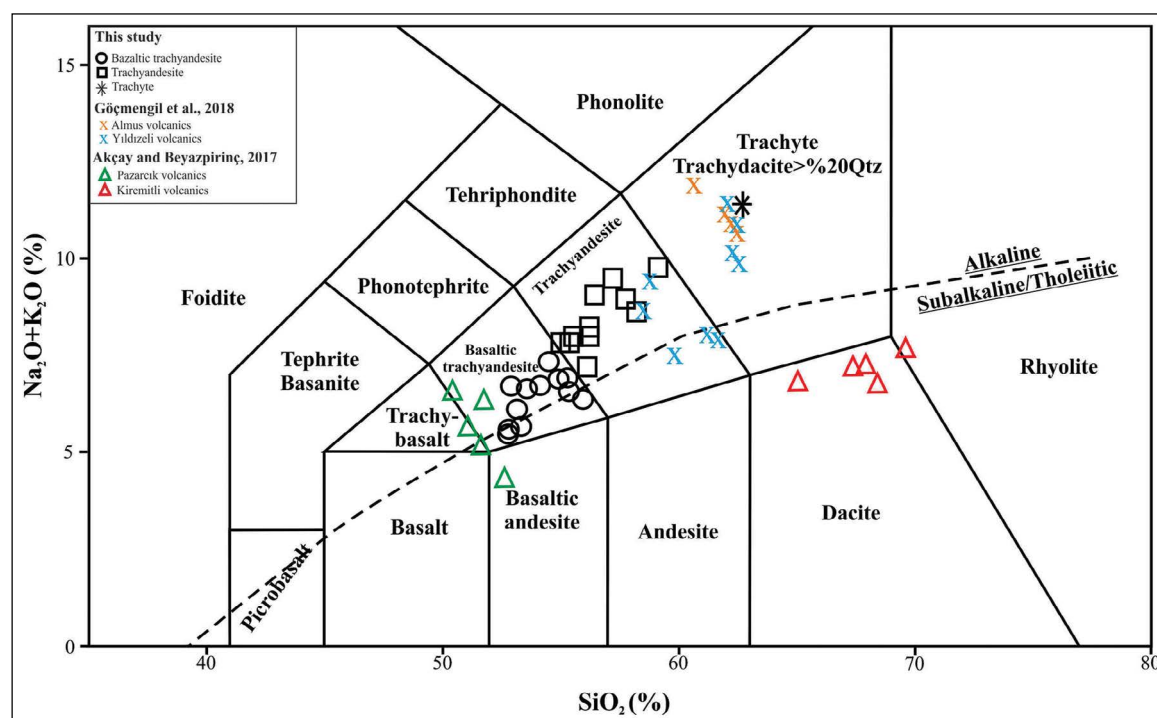 This study
Bazaltic trachyandesite
Trachyandesite
Trachyte
Göçmengil et al., 2018
X Almus volcanics
X Yıldızeli volcanics
Akçay and Beyazpirinç, 2017
Pazarcık volcanics
Kiremitli volcanics
Na₂O+K₂O (%)
15
10
5
0
Phonolite
Trachyte
Trachydacite>%20Qtz
Tehriphondite
Trachyandesite
Phonotephrite
Foidite
Alkaline
Subalkaline/Tholeiitic
Tephrite
Basanite
Basaltic
trachyandesite
Trachy-
basalt
Rhyolite
Basalt
Basaltic
andesite
Andesite
Dacite
Picrobasalt
40
50
60
70
80
SiO₂(%)